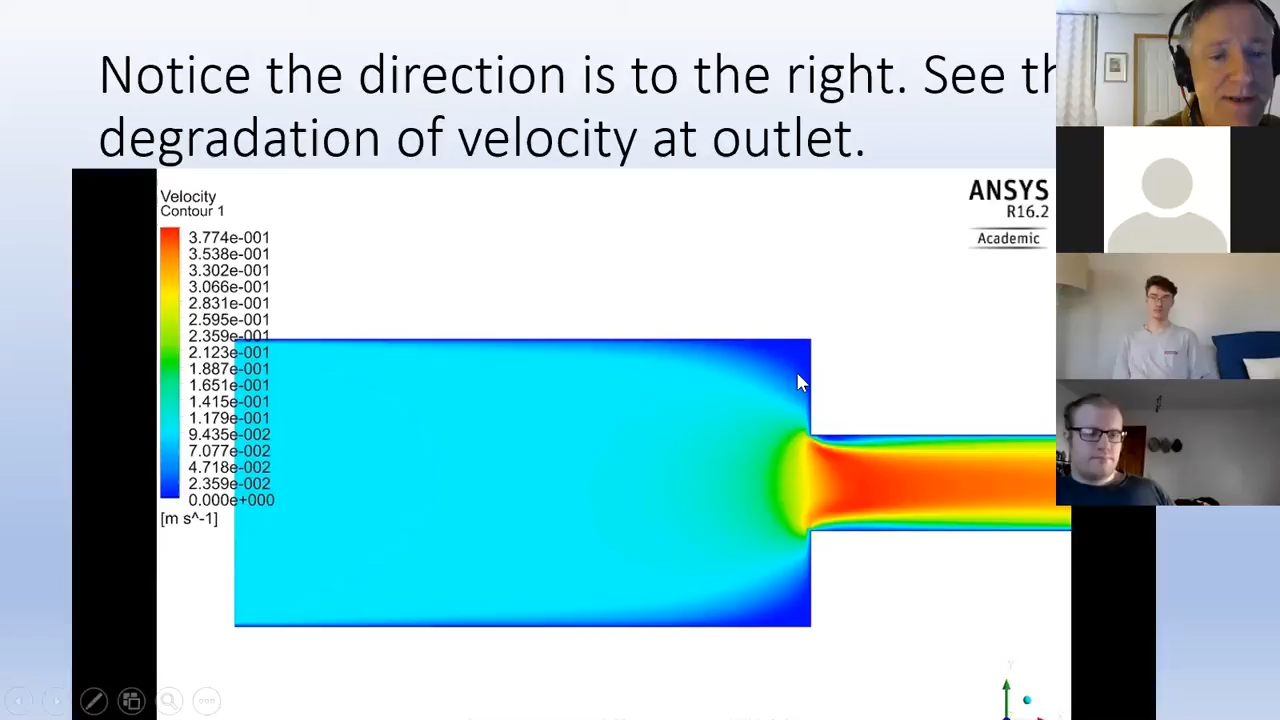 Notice the direction is to the right. See th
degradation of velocity at outlet.
Velocity
Contour 1
3.774e-001
3.538e-001
3.302e-001
3.066e-001
2.831e-001
2.595e-001
2.359e-001
2.123e-001
1.887e-001
1.651e-001
1.415e-001
1.179e-001
9.435e-002
7.077e-002
4.718e-002
2.359e-002
0.000e+000
[m s^-1]
ANSYS
R16.2
Academic
Y